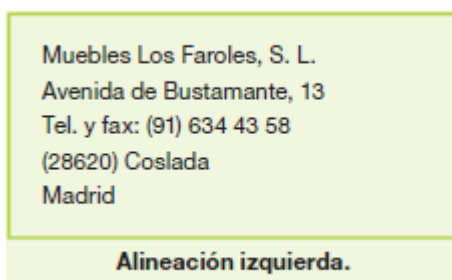 Muebles Los Faroles, S. L.
Avenida de Bustamante, 13
Tel. y fax: (91) 634 43 58
(28620) Coslada
Madrid
Alineación izquierda.